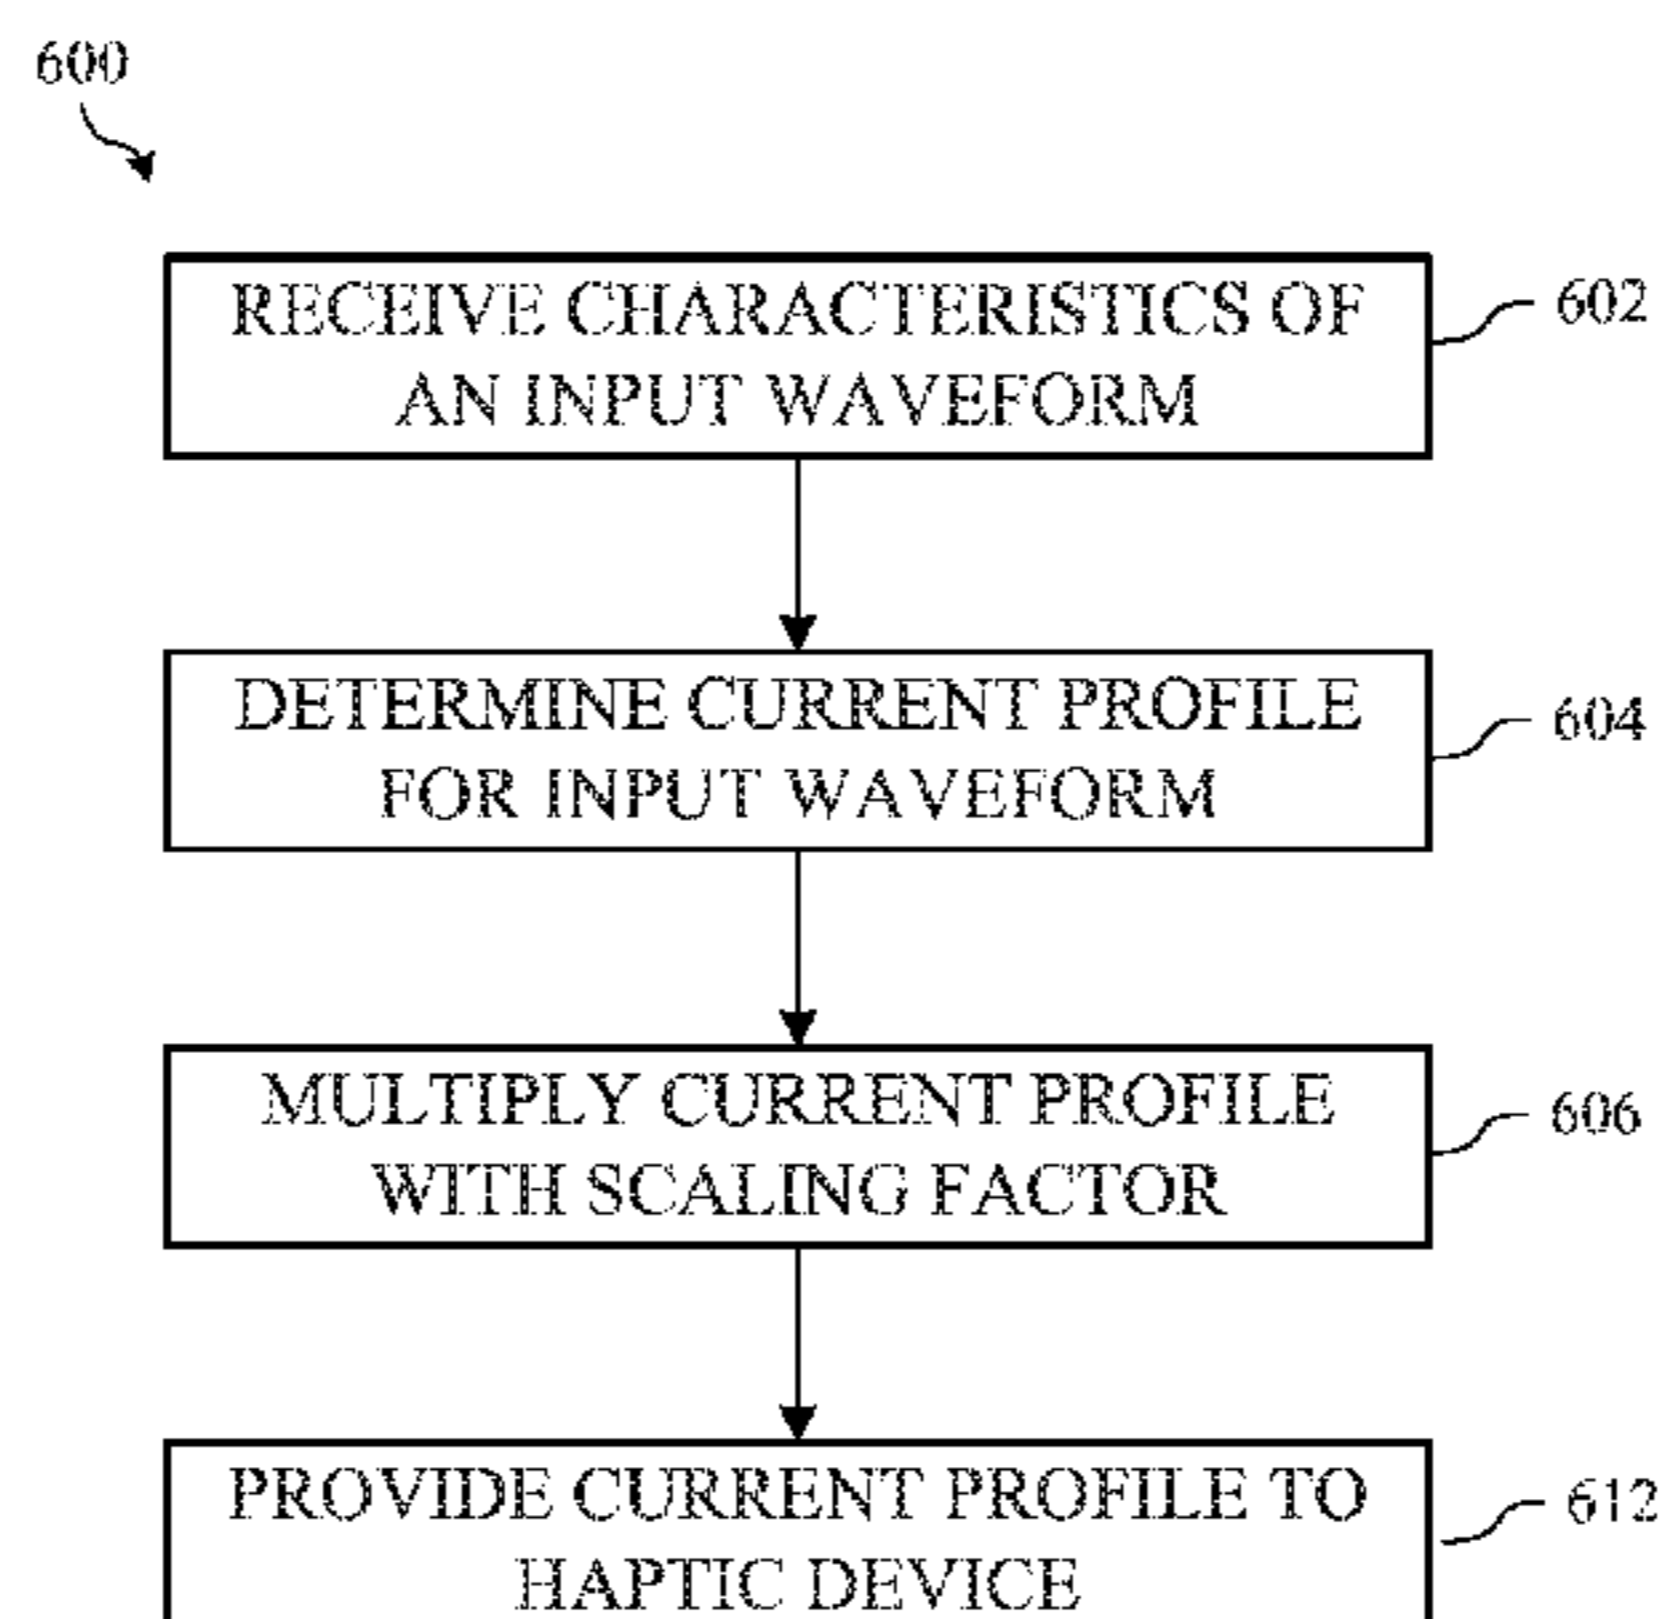 600
RECEIVE CHARACTERISTICS OF
AN INPUT WAVEFORM
602
DETERMINE CURRENT PROFILE
FOR INPUT WAVEFORM
604
MULTIPLY CURRENT PROFILE
WITH SCALING FACTOR
606
PROVIDE CURRENT PROFILE TO
HAPTIC DEVICE
612